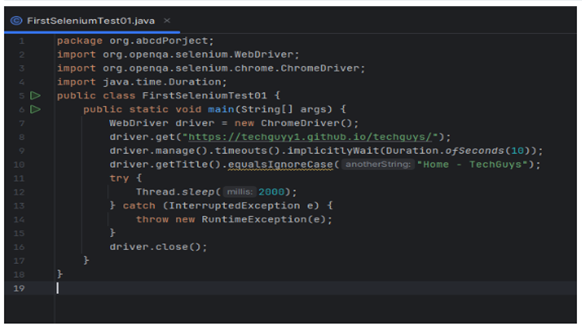 FirstSeleniumTest01.java ×
1 package org.abcdPorject;
2 import org.openqa.selenium.WebDriver;
3 import org.openqa.selenium.chrome.ChromeDriver;
4 import java.time.Duration;
5 public class FirstSeleniumTest01 {
6 public static void main(String[] args) {
7 WebDriver driver = new ChromeDriver();
8 driver.get("https://techguyy1.github.io/techguys/");
9 driver.manage().timeouts().implicitlyWait(Duration.ofSeconds(10));
10 driver.getTitle().equalsIgnoreCase( anotherString: "Home - TechGuys");
11 try {
12 Thread.sleep( millis: 2000);
13 } catch (InterruptedException e) {
14 throw new RuntimeException(e);
15 }
16 driver.close();
17 }
18 }
19